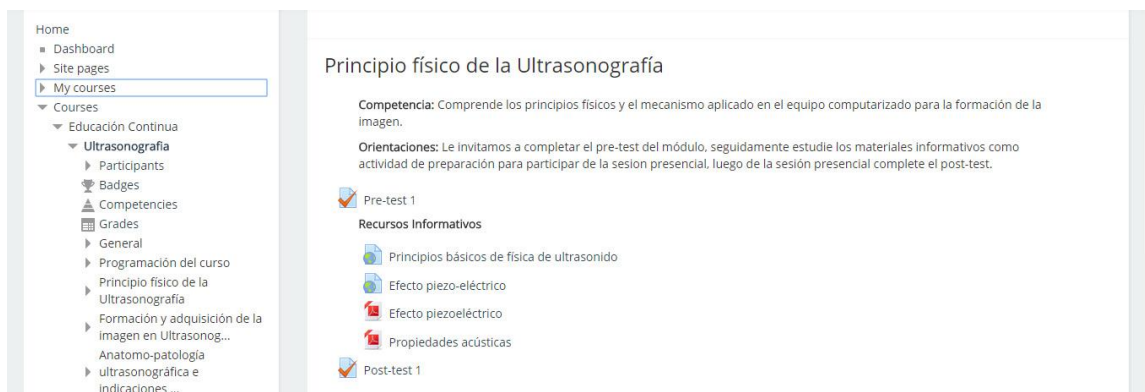 Home
Dashboard
Site pages
My courses
Courses
Educación Continua
Ultrasonografia
Participants
Badges
Competencies
Grades
General
Programación del curso
Principio físico de la
Ultrasonografía
Formación y adquisición de la
imagen en Ultrasonog...
Anatomo-patología
ultrasonográfica e
indicaciones ...
Principio físico de la Ultrasonografía
Competencia: Comprende los principios físicos y el mecanismo aplicado en el equipo computarizado para la formación de la
imagen.
Orientaciones: Le invitamos a completar el pre-test del módulo, seguidamente estudie los materiales informativos como
actividad de preparación para participar de la sesion presencial, luego de la sesión presencial complete el post-test.
Pre-test 1
Recursos Informativos
Principios básicos de física de ultrasonido
Efecto piezo-eléctrico
Efecto piezoeléctrico
Propiedades acústicas
Post-test 1